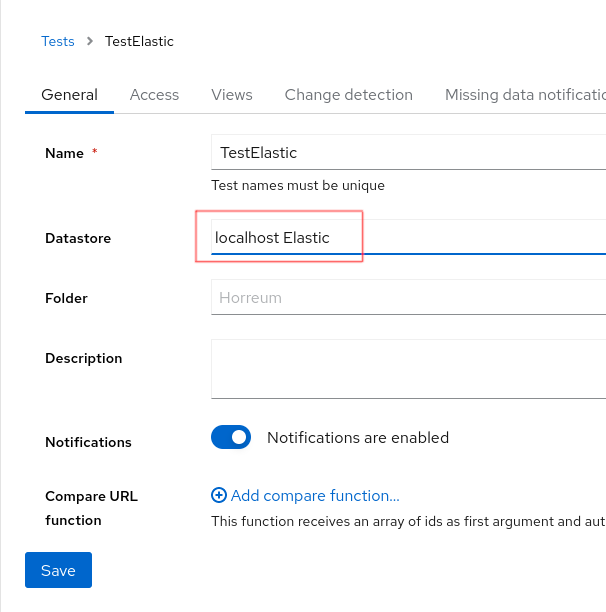 Tests > TestElastic
General Access Views Change detection Missing data notificatio
Name *
TestElastic
Test names must be unique
Datastore
localhost Elastic
Folder
Horreum
Description
Notifications
Notifications are enabled
Compare URL
function
Add compare function...
This function receives an array of ids as first argument and aut
Save